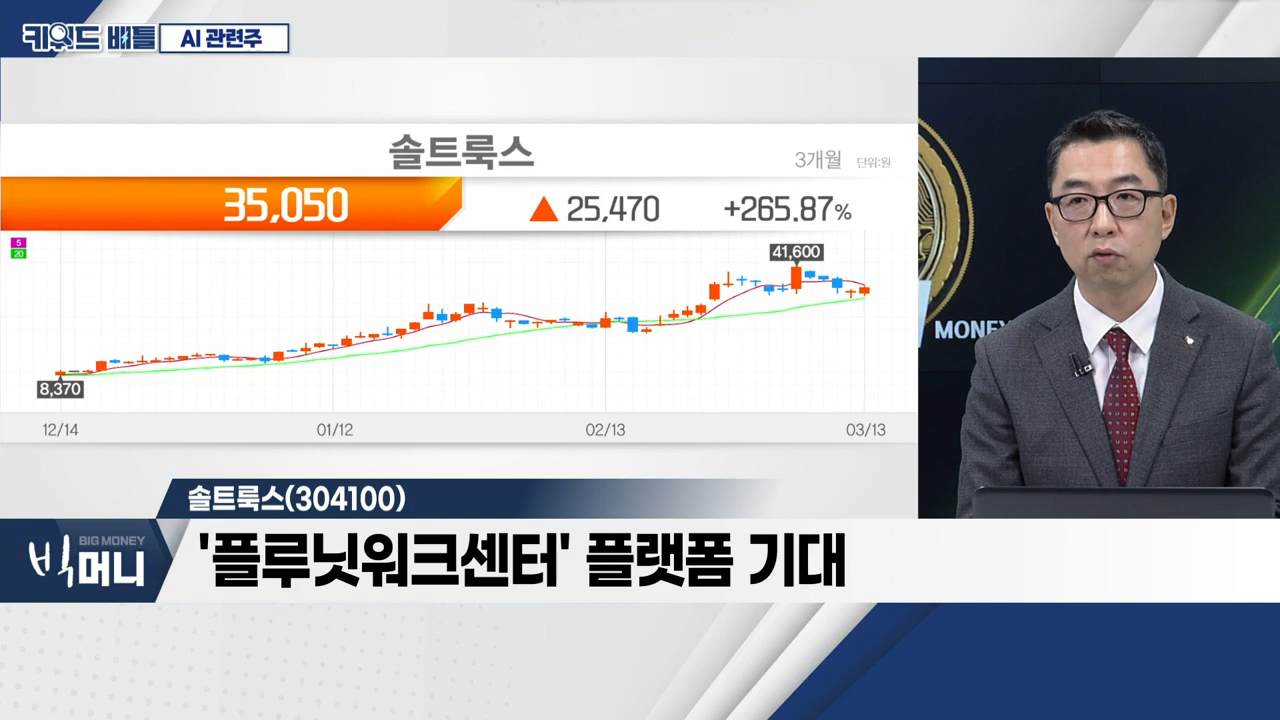 키워드 배틀 AI 관련주
솔트룩스
3개월 단위:원
35,050 ▲ 25,470 +265.87%
5
20
41,600
8,370
12/14 01/12 02/13 03/13
MONEY
솔트룩스(304100)
BIG MONEY
빅머니
'플루닛워크센터' 플랫폼 기대